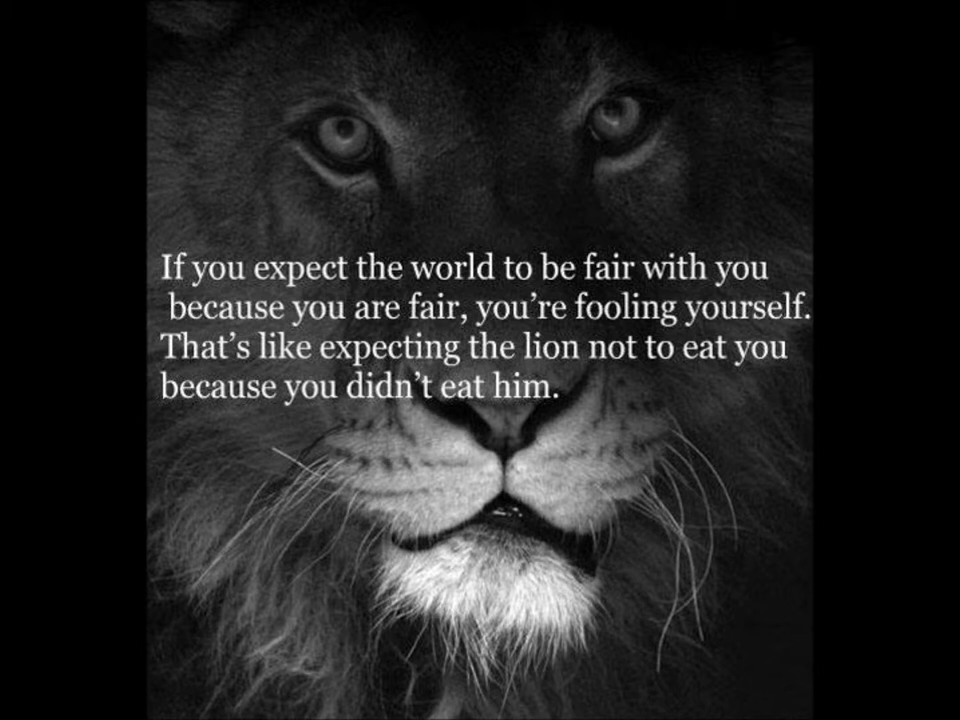 If you expect the world to be fair with you
because you are fair, you’re fooling yourself.
That’s like expecting the lion not to eat you
because you didn’t eat him.